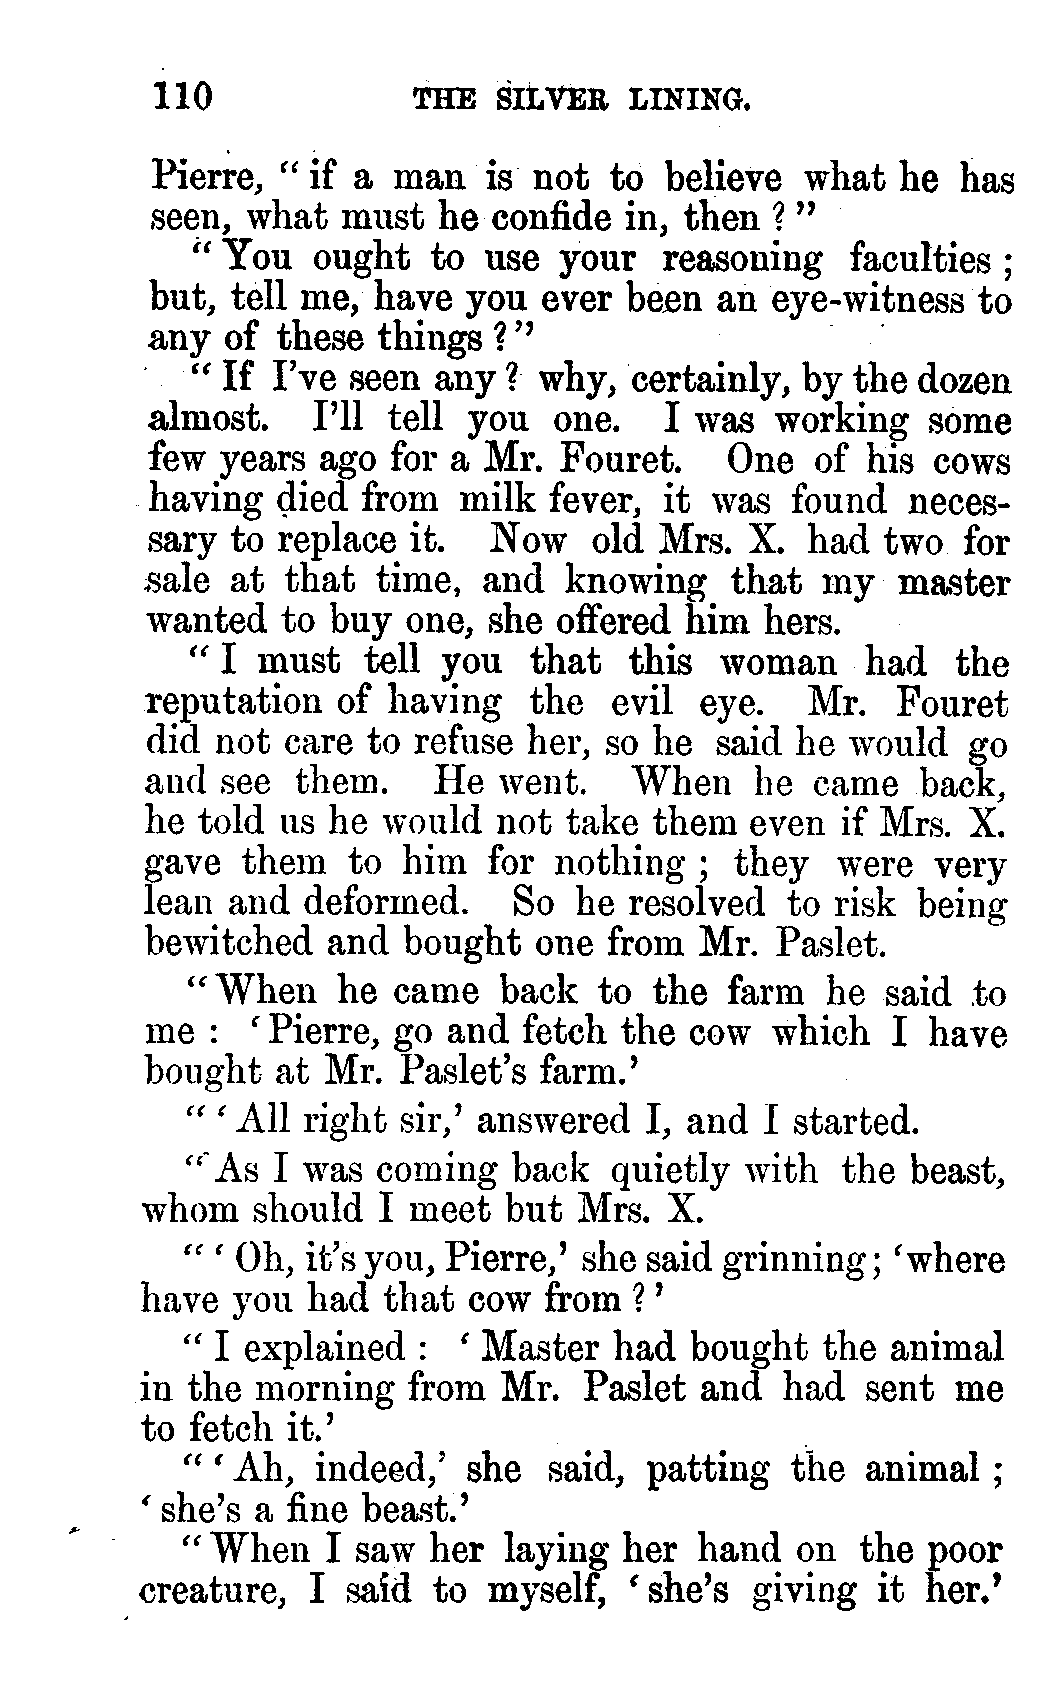 110 THE SILVER LINING.
Pierre, “ if a man is not to believe what he has
seen, what must he confide in, then ? ”
“ You ought to use your reasoning faculties ;
but, tell me, have you ever been an eye-witness to
any of these things ? ”
“ If I’ve seen any ? why, certainly, by the dozen
almost. I’ll tell you one. I was working some
few years ago for a Mr. Fouret. One of his cows
having died from milk fever, it was found neces-
sary to replace it. Now old Mrs. X. had two for
sale at that time, and knowing that my master
wanted to buy one, she offered him hers.
“ I must tell you that this woman had the
reputation of having the evil eye. Mr. Fouret
did not care to refuse her, so he said he would go
and see them. He went. When he came back,
he told us he would not take them even if Mrs. X.
gave them to him for nothing ; they were very
lean and deformed. So he resolved to risk being
bewitched and bought one from Mr. Paslet.
“ When he came back to the farm he said to
me : ‘ Pierre, go and fetch the cow which I have
bought at Mr. Paslet’s farm.’
“ ‘ All right sir,’ answered I, and I started.
“ As I was coming back quietly with the beast,
whom should I meet but Mrs. X.
“ ‘ Oh, it’s you, Pierre,’ she said grinning ; ‘where
have you had that cow from ? ’
“ I explained : ‘ Master had bought the animal
in the morning from Mr. Paslet and had sent me
to fetch it.’
“ ‘ Ah, indeed,’ she said, patting the animal ;
‘ she’s a fine beast.’
“ When I saw her laying her hand on the poor
creature, I said to myself, ‘ she’s giving it her.’